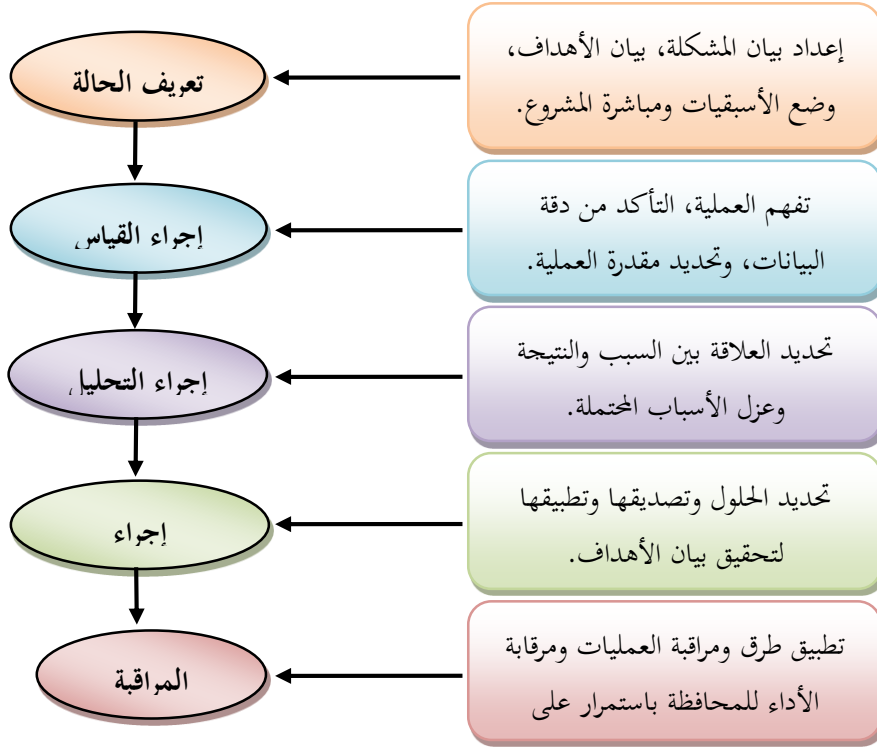 تعريف الحالة
إعداد بيان المشكلة، بيان الأهداف،
وضع الأسبقيات ومباشرة المشروع.
إجراء القياس
تفهم العملية، التأكد من دقة
البيانات، وتحديد مقدرة العملية.
إجراء التحليل
تحديد العلاقة بين السبب والنتيجة
وعزل الأسباب المحتملة.
إجراء
تحديد الحلول وتصديقها وتطبيقها
لتحقيق بيان الأهداف.
المراقبة
تطبيق طرق ومراقبة العمليات ومرقابة
الأداء للمحافظة باستمرار على